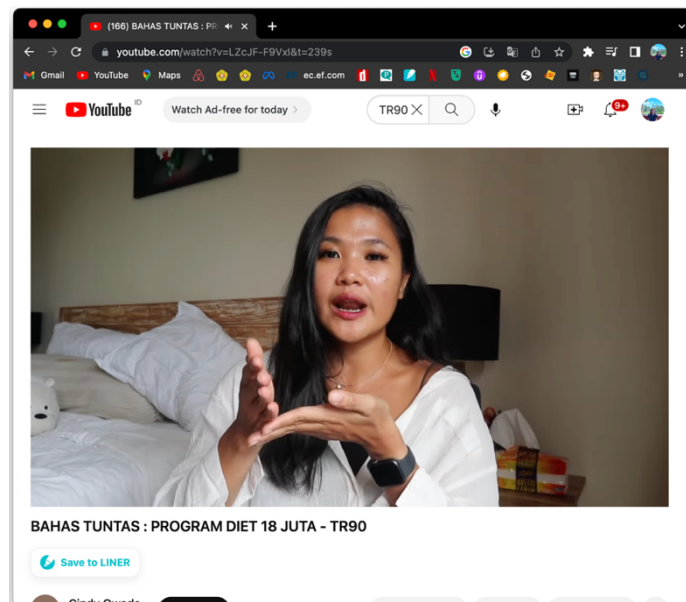 (166) BAHAS TUNTAS : PR
youtube.com/watch?v=LZcJF-F9VxI&t=239s
Gmail YouTube Maps ec.ef.com
YouTube ID Watch Ad-free for today TR90 9+
BAHAS TUNTAS : PROGRAM DIET 18 JUTA - TR90
Save to LINER